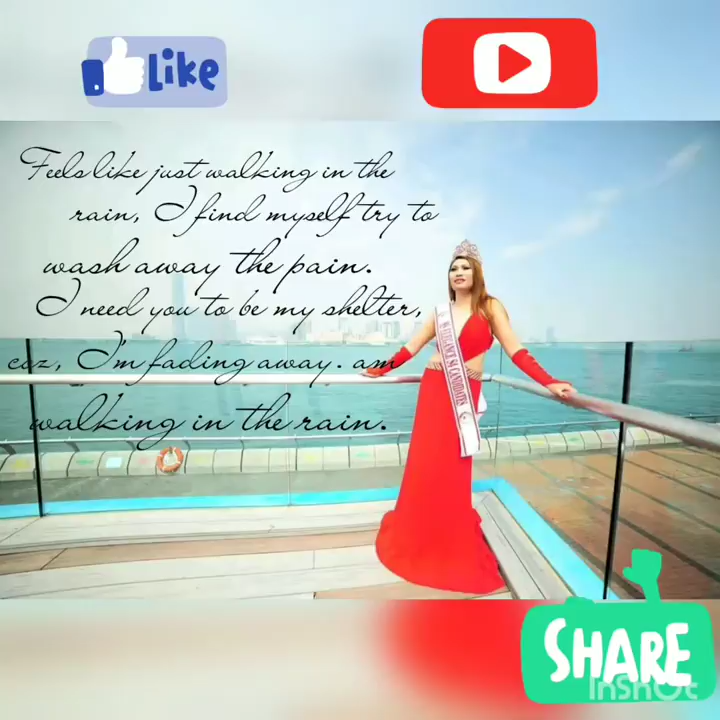 Like
Feels like just walking in the
rain, I find myself try to
wash away the pain.
I need you to be my shelter,
coz, I'm fading away. am
walking in the rain.
CANDIDATE
SHARE
InShOt